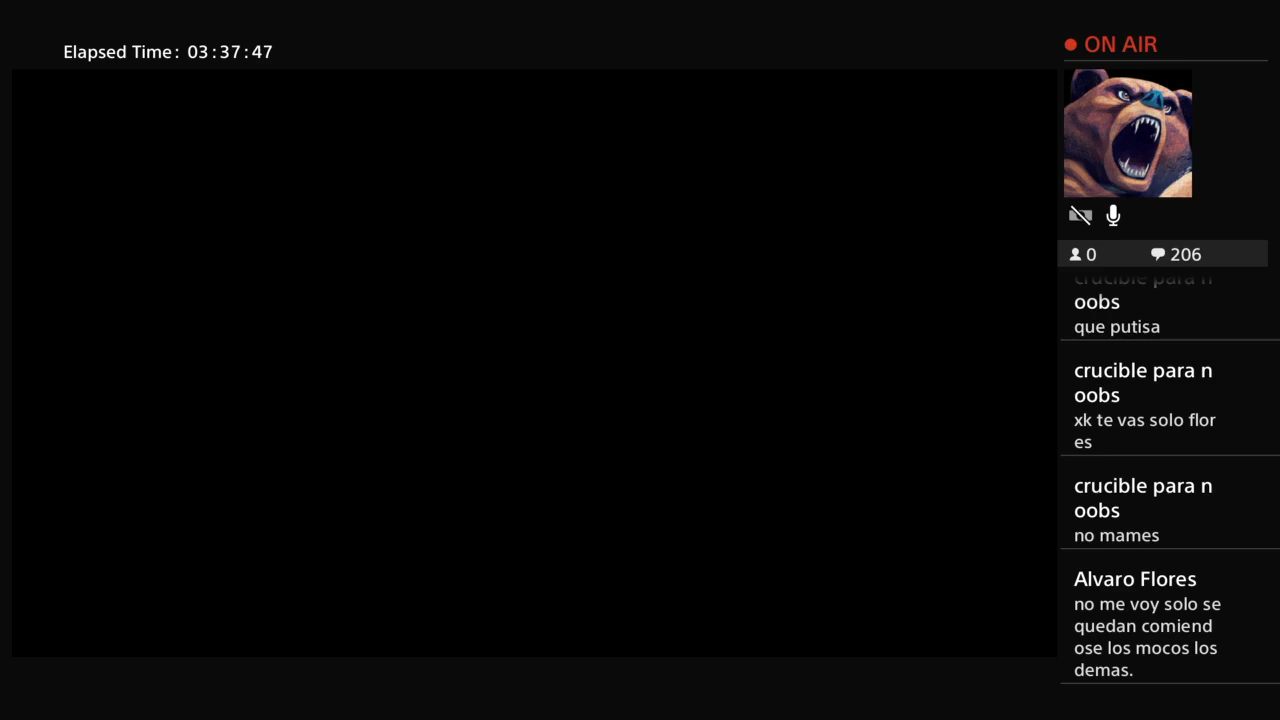 Elapsed Time: 03:37:47
ON AIR
0 206
crucible para n
oobs
que putisa
crucible para n
oobs
xk te vas solo flor
es
crucible para n
oobs
no mames
Alvaro Flores
no me voy solo se
quedan comiend
ose los mocos los
demas.